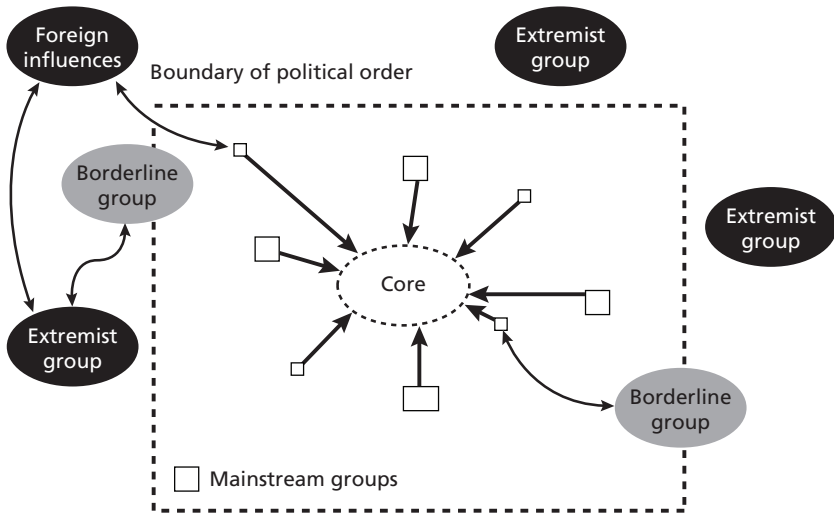 Foreign
influences
Extremist
group
Boundary of political order
Borderline
group
Extremist
group
Core
Extremist
group
Borderline
group
Mainstream groups